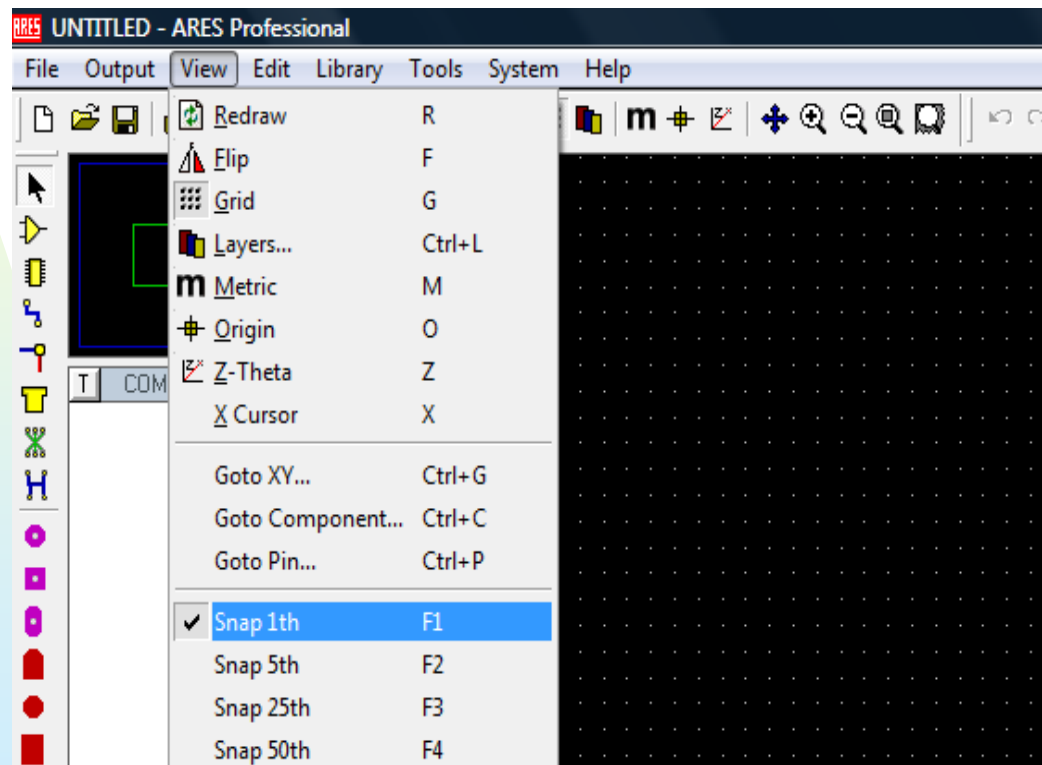 ARES UNTITLED - ARES Professional
File Output View Edit Library Tools System Help
Redraw R
Flip F
Grid G
Layers... Ctrl+L
m Metric M
Origin O
Z-Theta Z
X Cursor X
Goto XY... Ctrl+G
Goto Component... Ctrl+C
Goto Pin... Ctrl+P
Snap 1th F1
Snap 5th F2
Snap 25th F3
Snap 50th F4
m
T COM